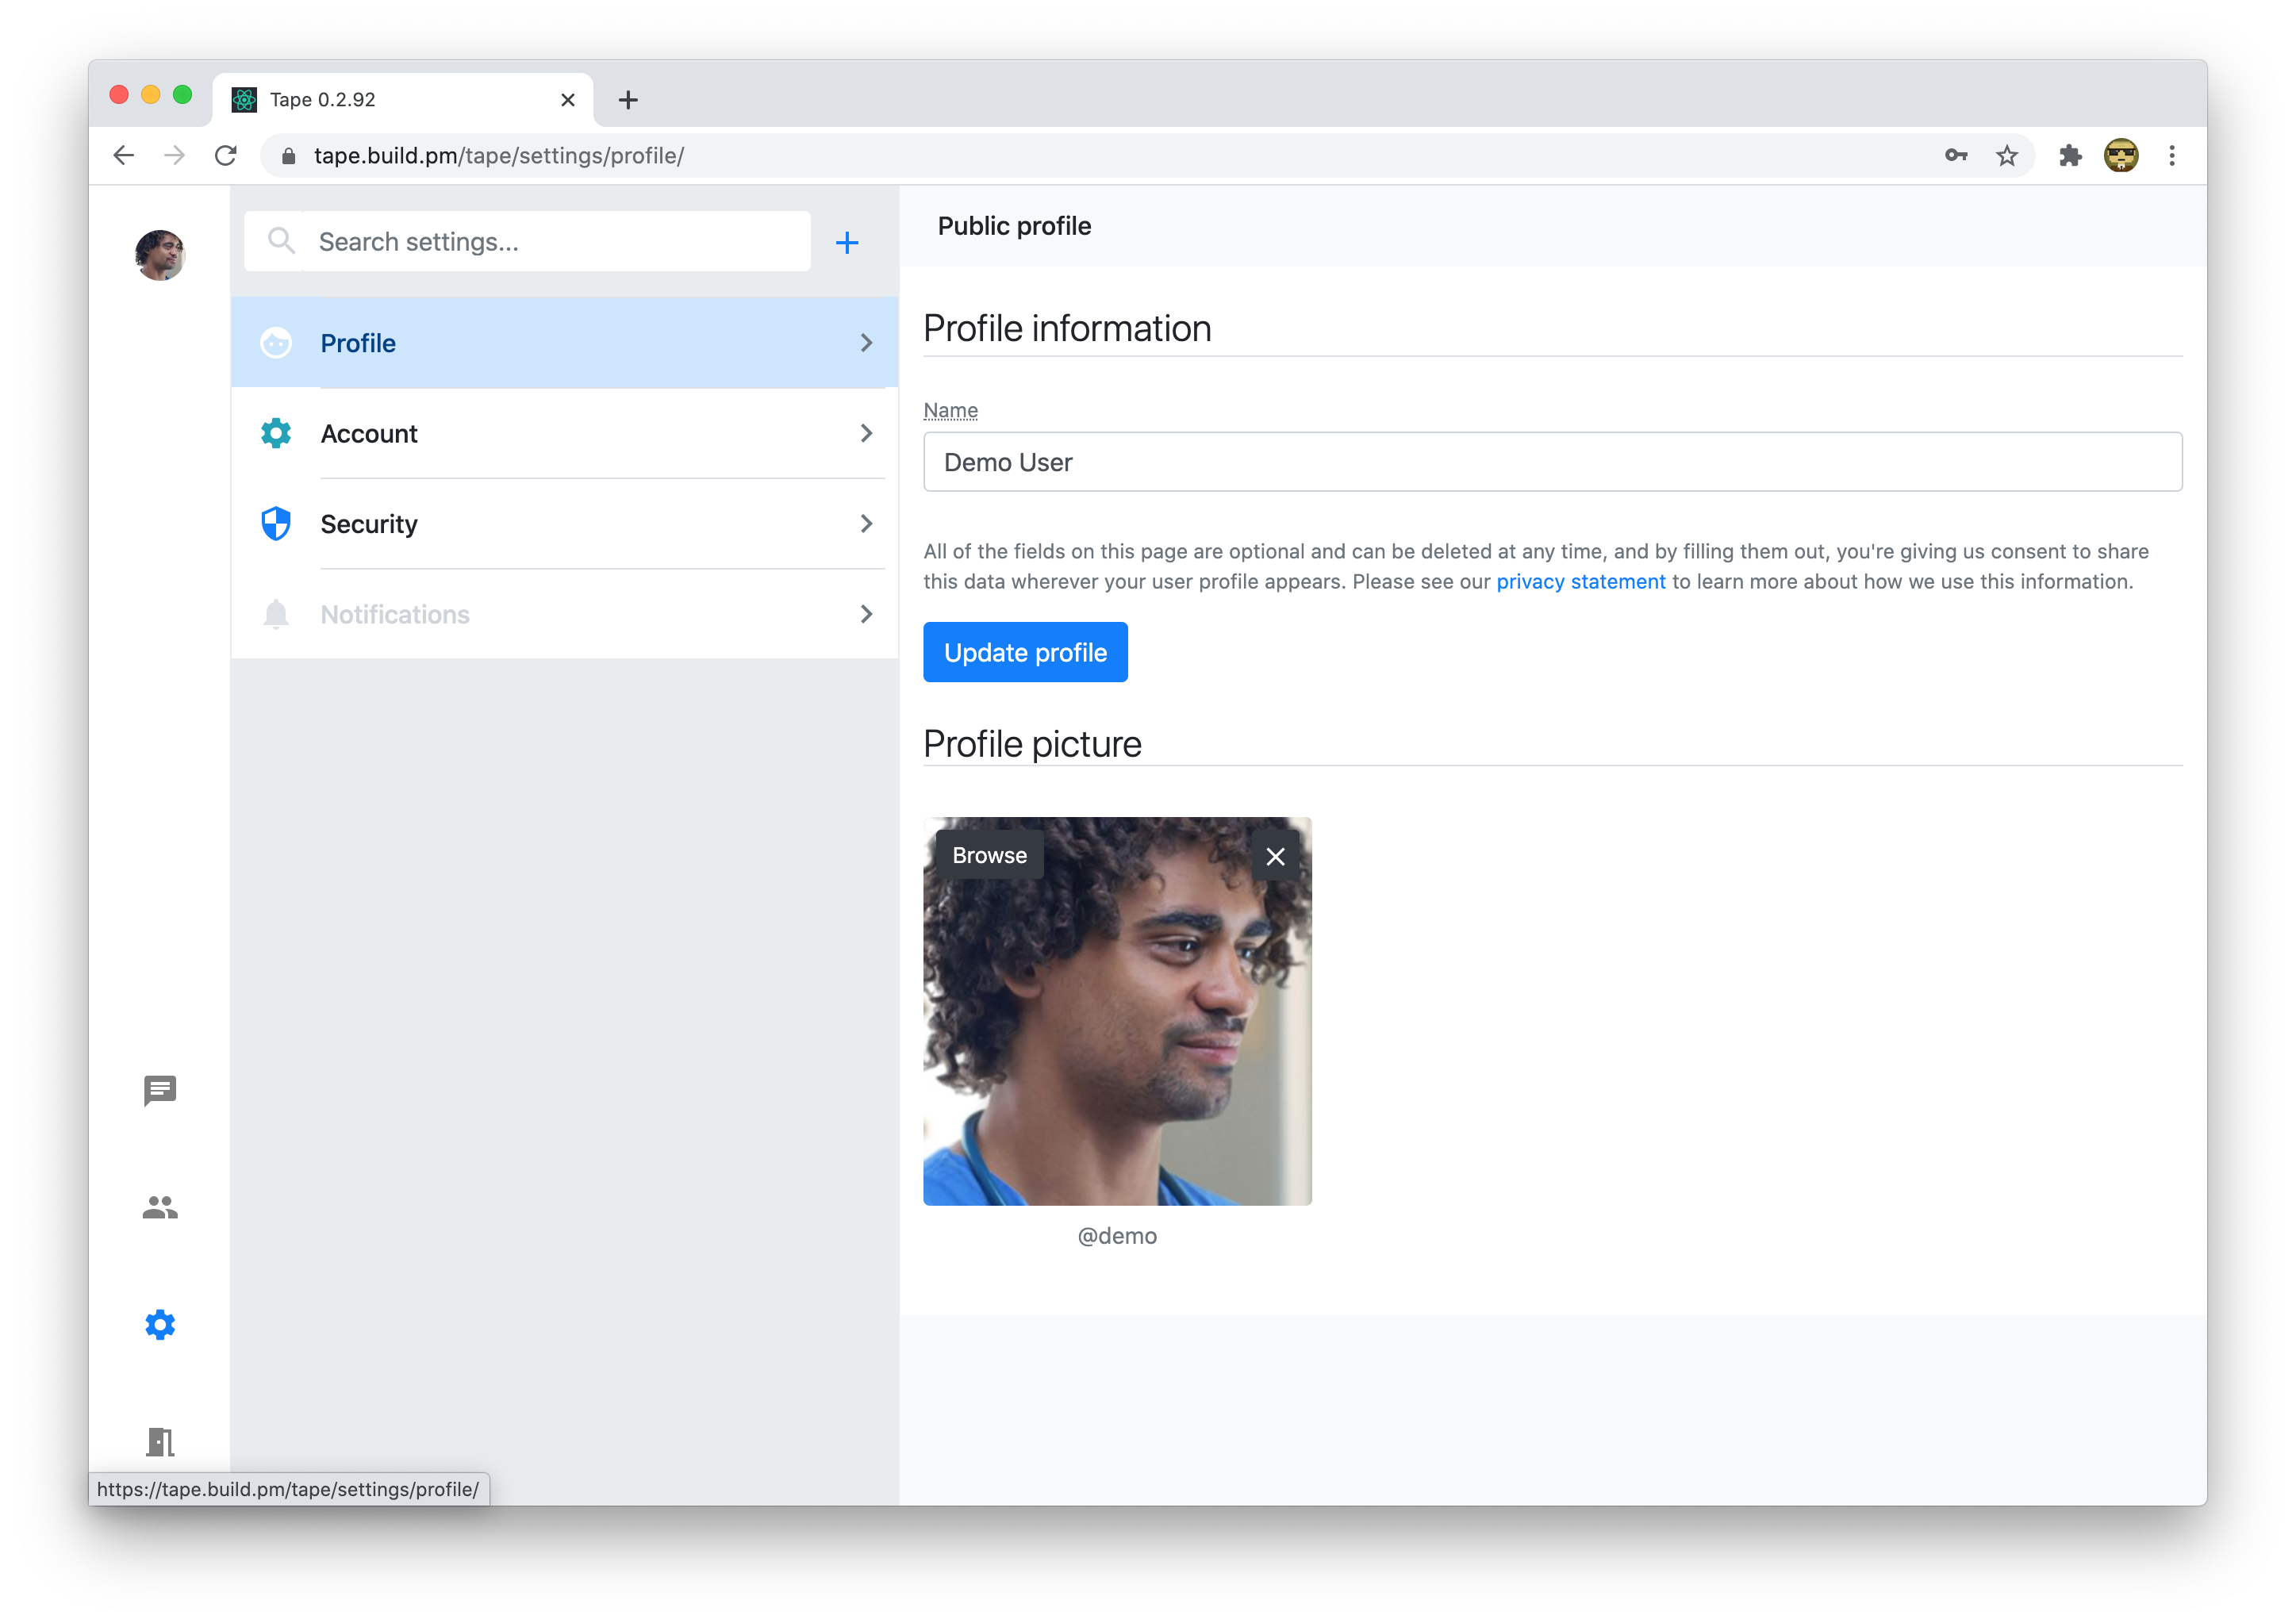 Tape 0.2.92
tape.build.pm/tape/settings/profile/
Search settings...
Profile
Account
Security
Notifications
Public profile
Profile information
Name
Demo User
All of the fields on this page are optional and can be deleted at any time, and by filling them out, you're giving us consent to share
this data wherever your user profile appears. Please see our privacy statement to learn more about how we use this information.
Update profile
Profile picture
Browse
@demo
https://tape.build.pm/tape/settings/profile/